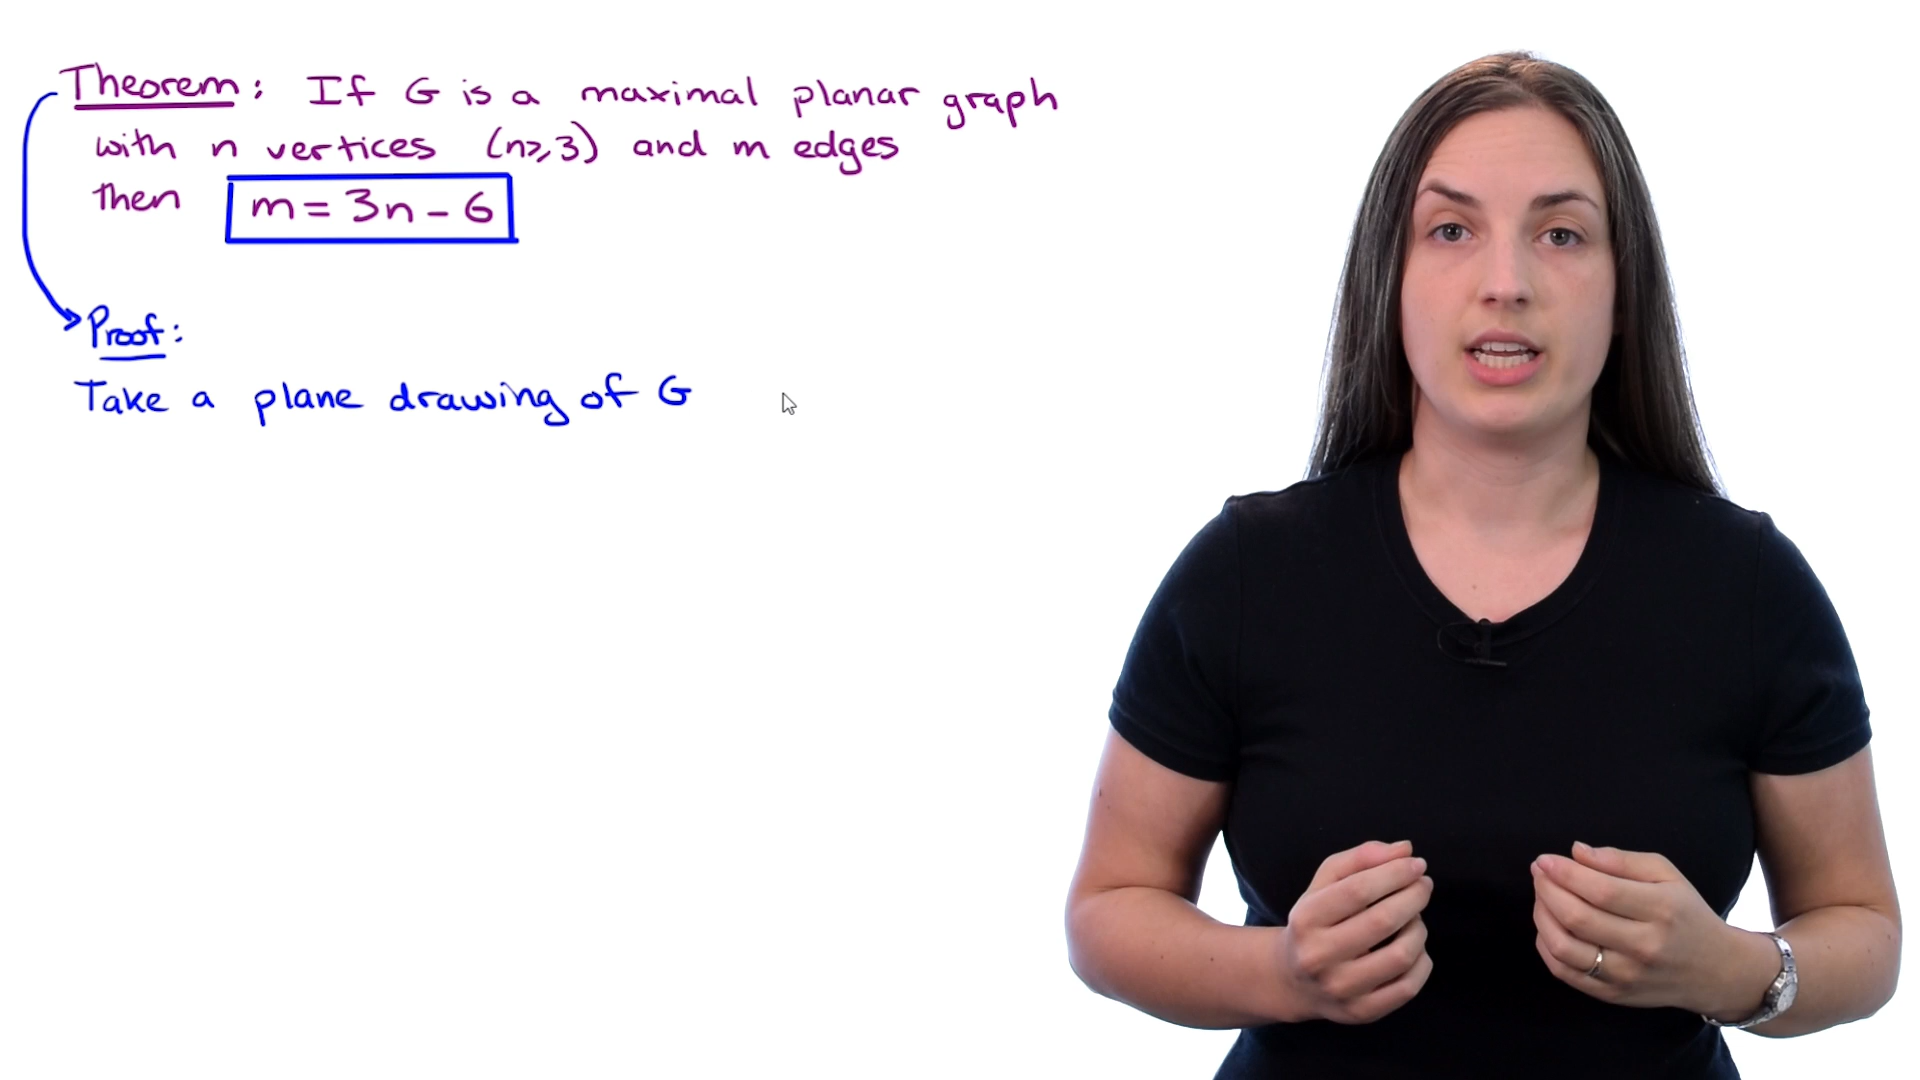 Theorem: If G is a maximal planar graph
with n vertices (n≥3) and m edges
then m = 3n - 6
Proof:
Take a plane drawing of G